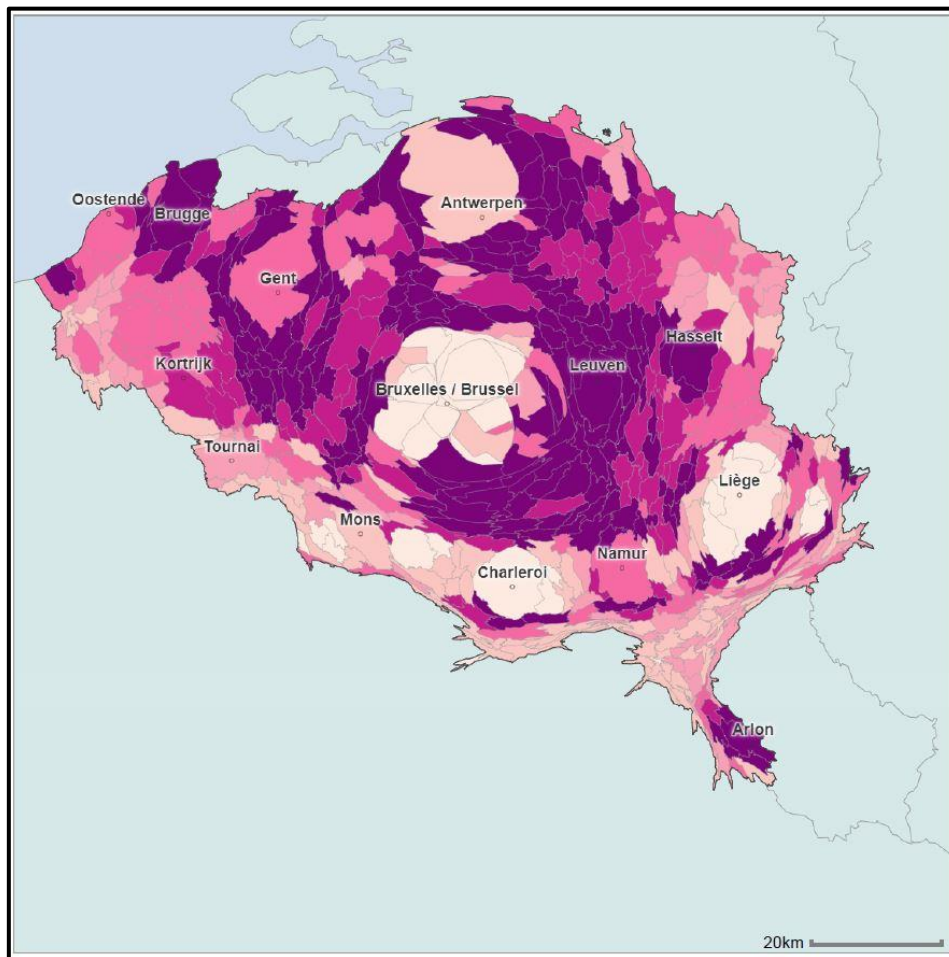 Oostende
Brugge
Antwerpen
Gent
Hasselt
Kortrijk
Leuven
Bruxelles / Brussel
Tournai
Liège
Mons
Namur
Charleroi
Arlon
20km